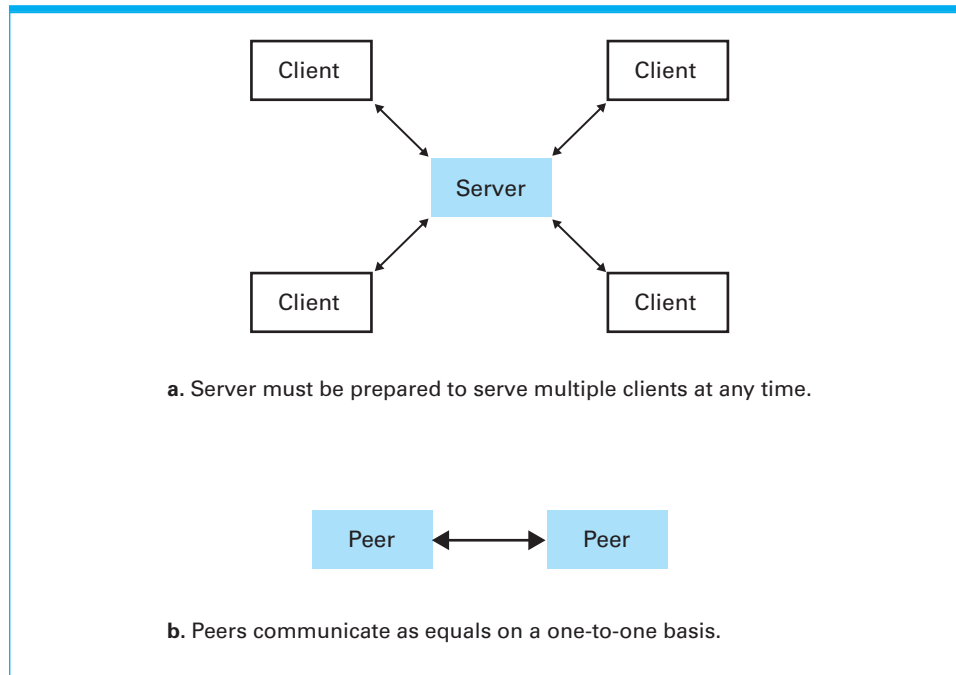 Client
Client
Server
Client
Client
a. Server must be prepared to serve multiple clients at any time.
Peer
Peer
b. Peers communicate as equals on a one-to-one basis.